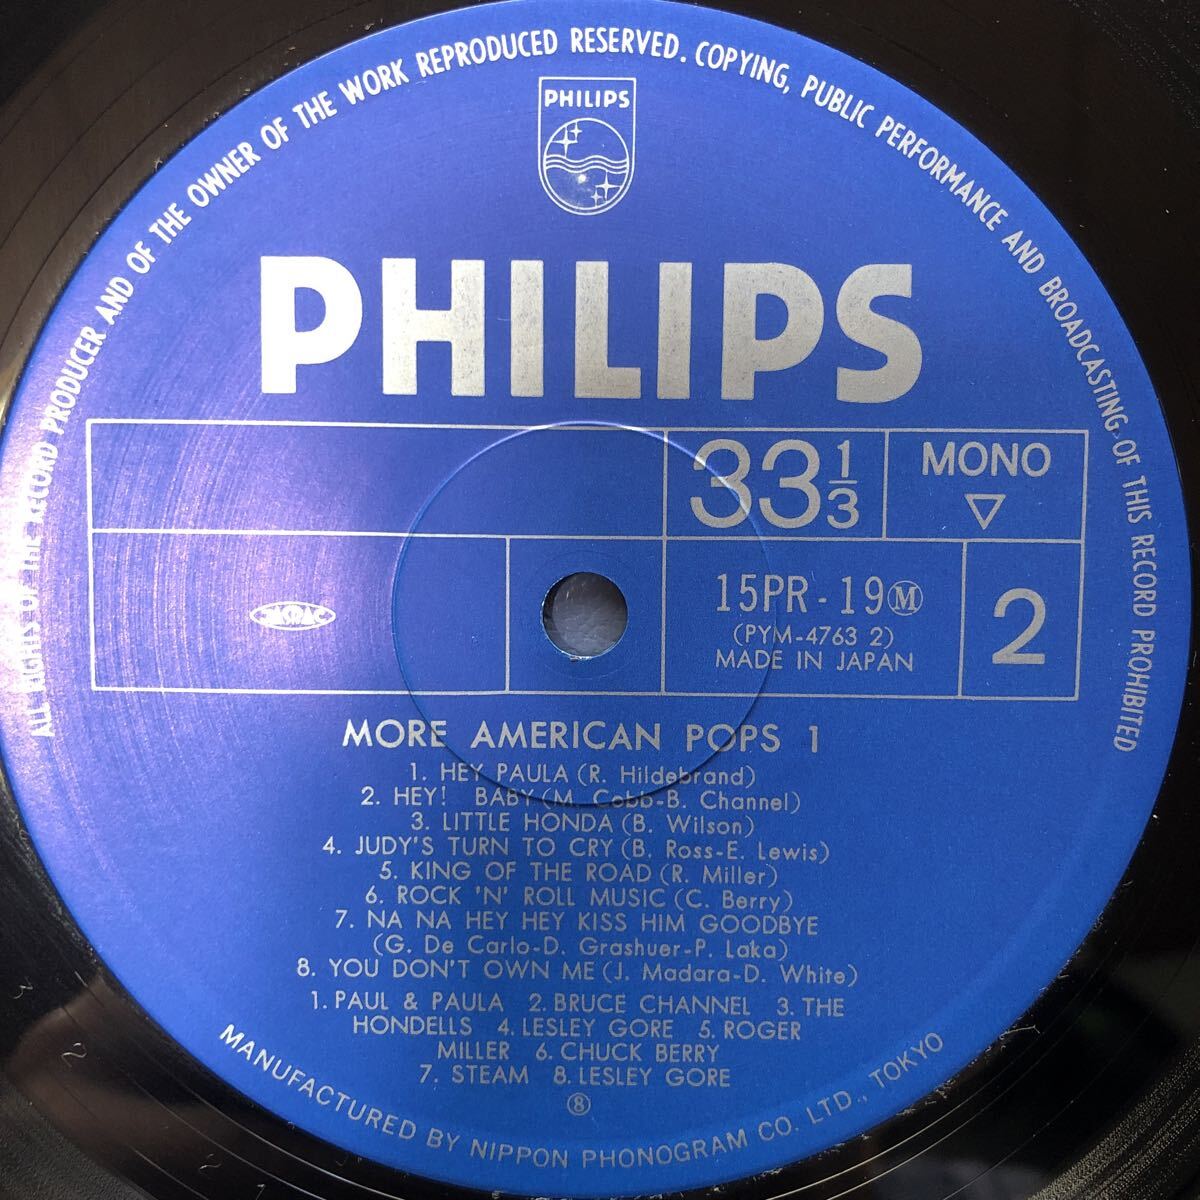 ALL RIGHTS OF THE RECORD PRODUCER AND OF THE OWNER OF THE WORK REPRODUCED RESERVED. COPYING, PUBLIC PERFORMANCE AND BROADCASTING OF THIS RECORD PROHIBITED
PHILIPS
PHILIPS
33 1/3
MONO
▽
JASRAC
15PR-19Ⓜ
(PYM-4763 2)
MADE IN JAPAN
2
MORE AMERICAN POPS 1
1. HEY PAULA (R. Hildebrand)
2. HEY! BABY (M. Cobb-B. Channel)
3. LITTLE HONDA (B. Wilson)
4. JUDY'S TURN TO CRY (B. Ross-E. Lewis)
5. KING OF THE ROAD (R. Miller)
6. ROCK 'N' ROLL MUSIC (C. Berry)
7. NA NA HEY HEY KISS HIM GOODBYE
(G. De Carlo-D. Grashuer-P. Laka)
8. YOU DON'T OWN ME (J. Madara-D. White)
1. PAUL & PAULA 2. BRUCE CHANNEL 3. THE
HONDELLS 4. LESLEY GORE 5. ROGER
MILLER 6. CHUCK BERRY
7. STEAM 8. LESLEY GORE
⑧
MANUFACTURED BY NIPPON PHONOGRAM CO. LTD., TOKYO